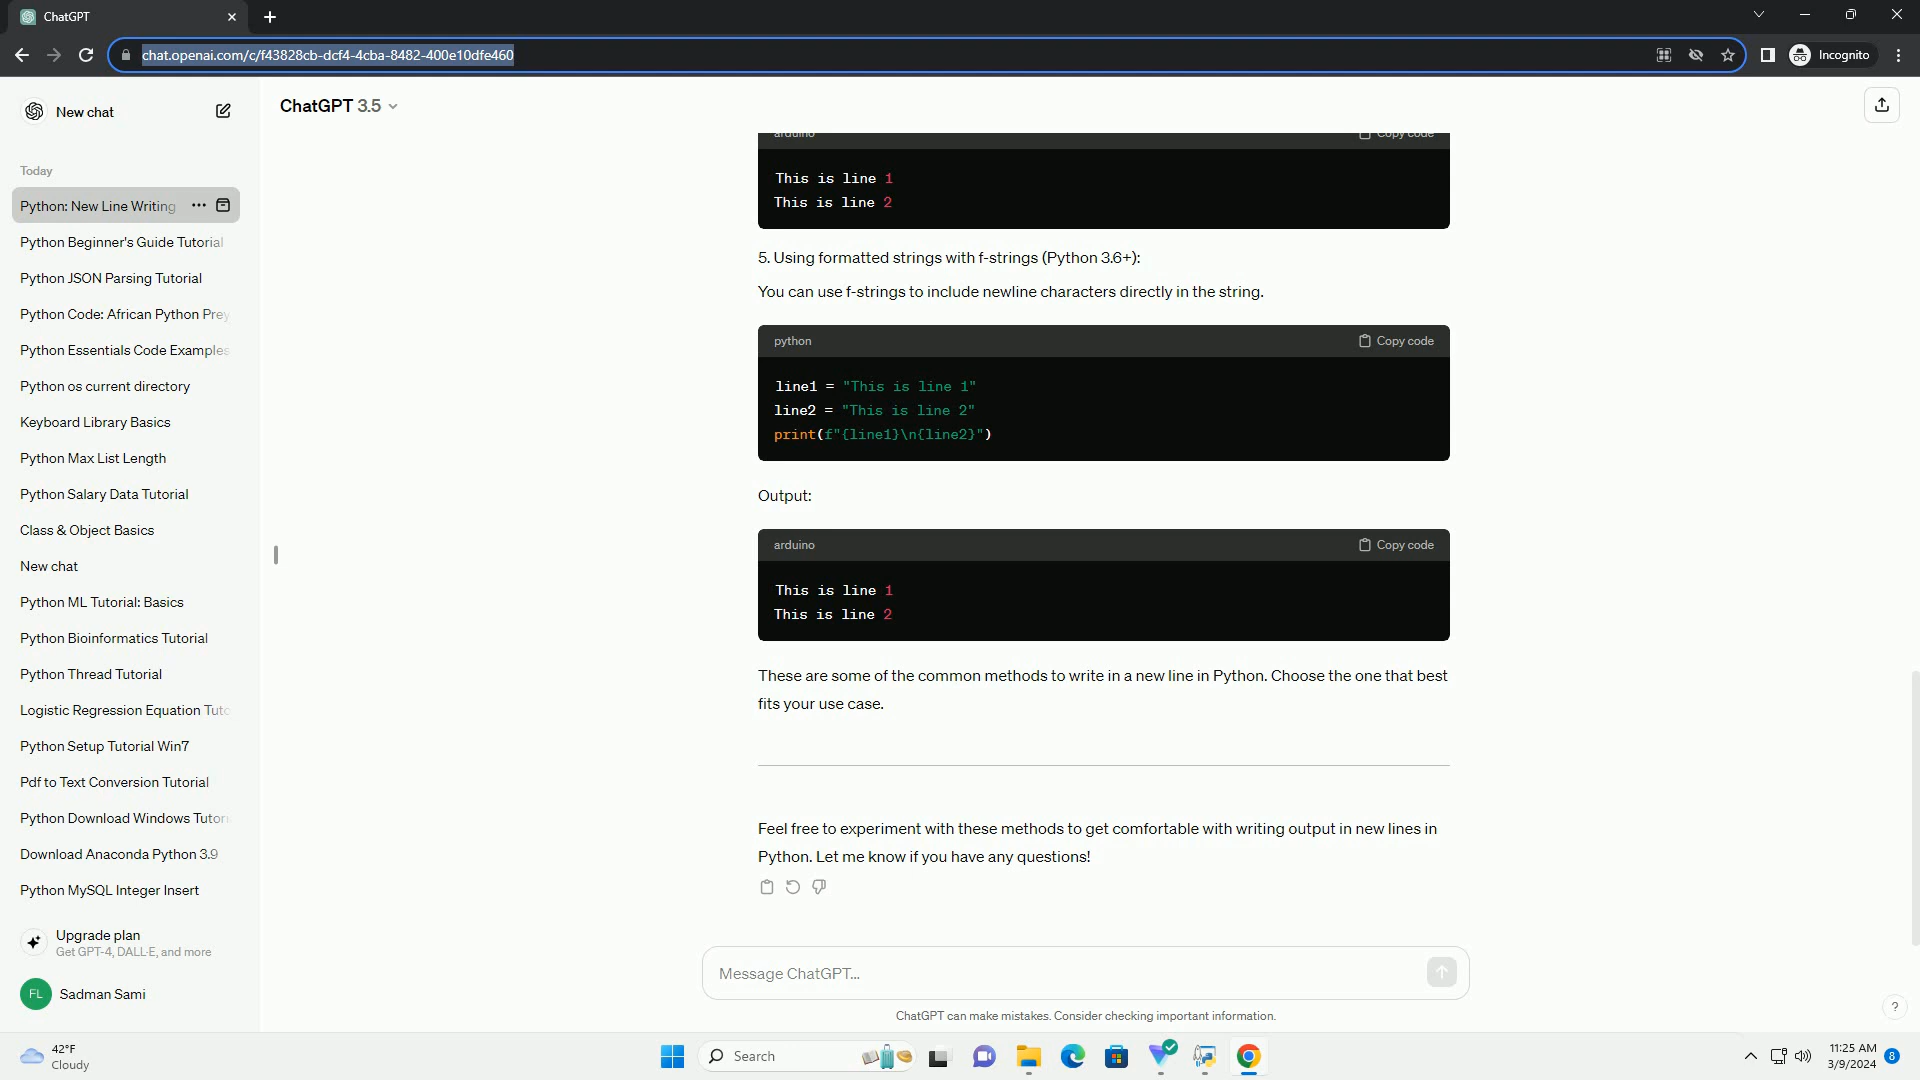 ChatGPT
chat.openai.com/c/f43828cb-dcf4-4cba-8482-400e10dfe460
Incognito
New chat
Today
Python: New Line Writing
Python Beginner's Guide Tutorial
Python JSON Parsing Tutorial
Python Code: African Python Prey
Python Essentials Code Examples
Python os current directory
Keyboard Library Basics
Python Max List Length
Python Salary Data Tutorial
Class & Object Basics
New chat
Python ML Tutorial: Basics
Python Bioinformatics Tutorial
Python Thread Tutorial
Logistic Regression Equation Tuto
Python Setup Tutorial Win7
Pdf to Text Conversion Tutorial
Python Download Windows Tutori
Download Anaconda Python 3.9
Python MySQL Integer Insert
Upgrade plan
Get GPT-4, DALL·E, and more
FL Sadman Sami
ChatGPT 3.5
arduino Copy code
This is line 1
This is line 2
5. Using formatted strings with f-strings (Python 3.6+):
You can use f-strings to include newline characters directly in the string.
python Copy code
line1 = "This is line 1"
line2 = "This is line 2"
print(f"{line1}\n{line2}")
Output:
arduino Copy code
This is line 1
This is line 2
These are some of the common methods to write in a new line in Python. Choose the one that best
fits your use case.
Feel free to experiment with these methods to get comfortable with writing output in new lines in
Python. Let me know if you have any questions!
Message ChatGPT...
ChatGPT can make mistakes. Consider checking important information.
?
42°F
Cloudy
Search
11:25 AM
3/9/2024
8